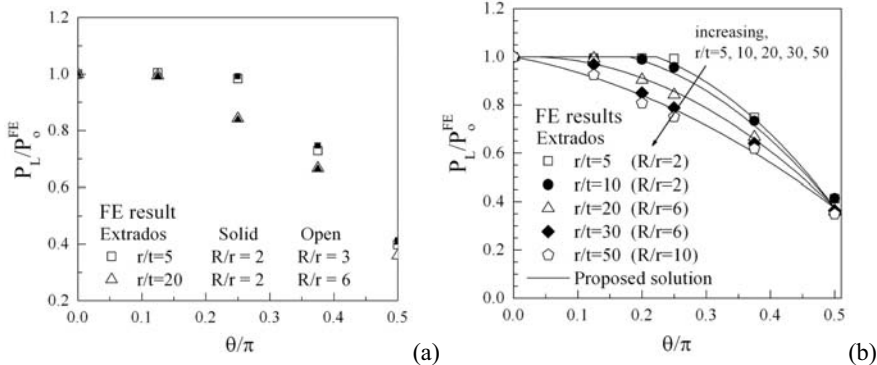 P_L/P_o^FE
1.2
1.0
0.8
0.6
0.4
0.2
FE result
Extrados Solid Open
□ r/t=5 R/r = 2 R/r = 3
△ r/t=20 R/r = 2 R/r = 6
0.0 0.1 0.2 0.3 0.4 0.5
θ/π
(a)
P_L/P_o^FE
1.2
1.0
0.8
0.6
0.4
0.2
0.0
increasing,
r/t=5, 10, 20, 30, 50
FE results
Extrados
□ r/t=5 (R/r=2)
● r/t=10 (R/r=2)
△ r/t=20 (R/r=6)
◆ r/t=30 (R/r=6)
⬠ r/t=50 (R/r=10)
— Proposed solution
0.0 0.1 0.2 0.3 0.4 0.5
θ/π
(b)